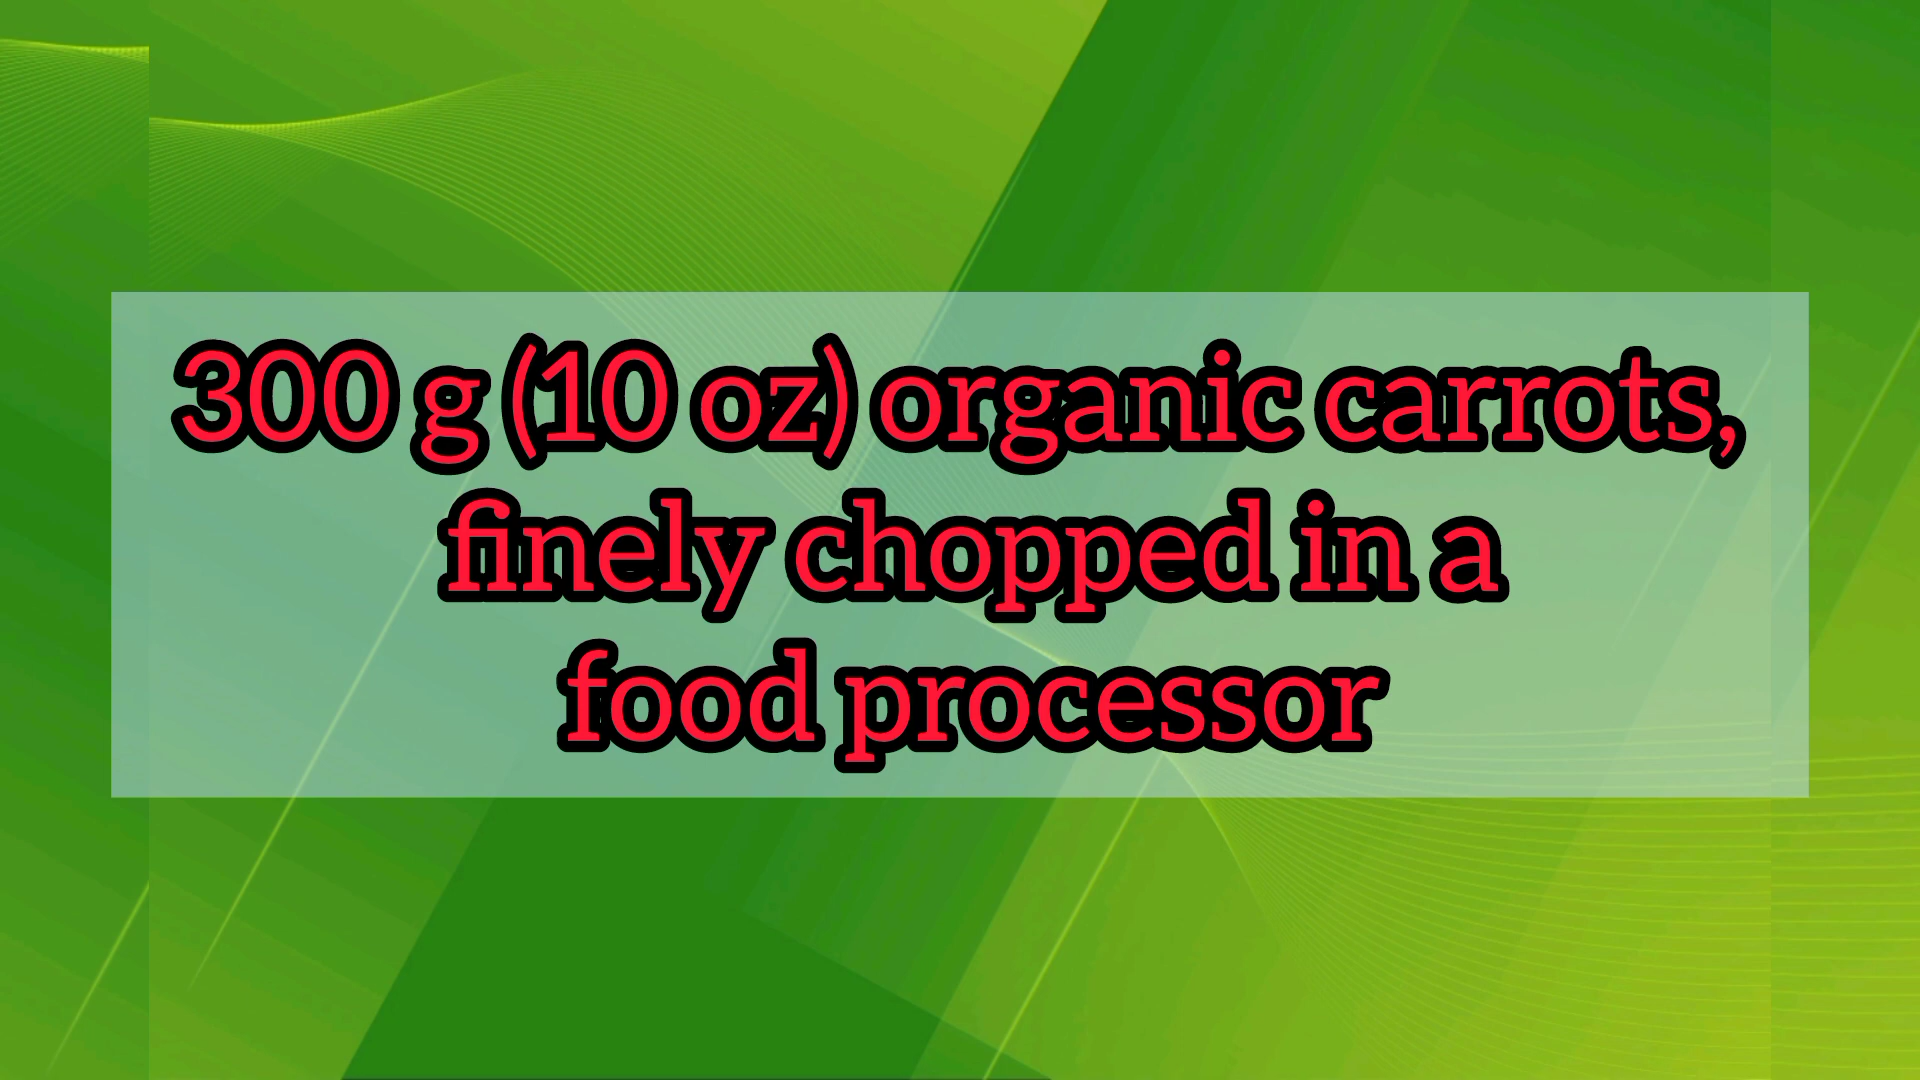 300 g (10 oz) organic carrots,
finely chopped in a
food processor